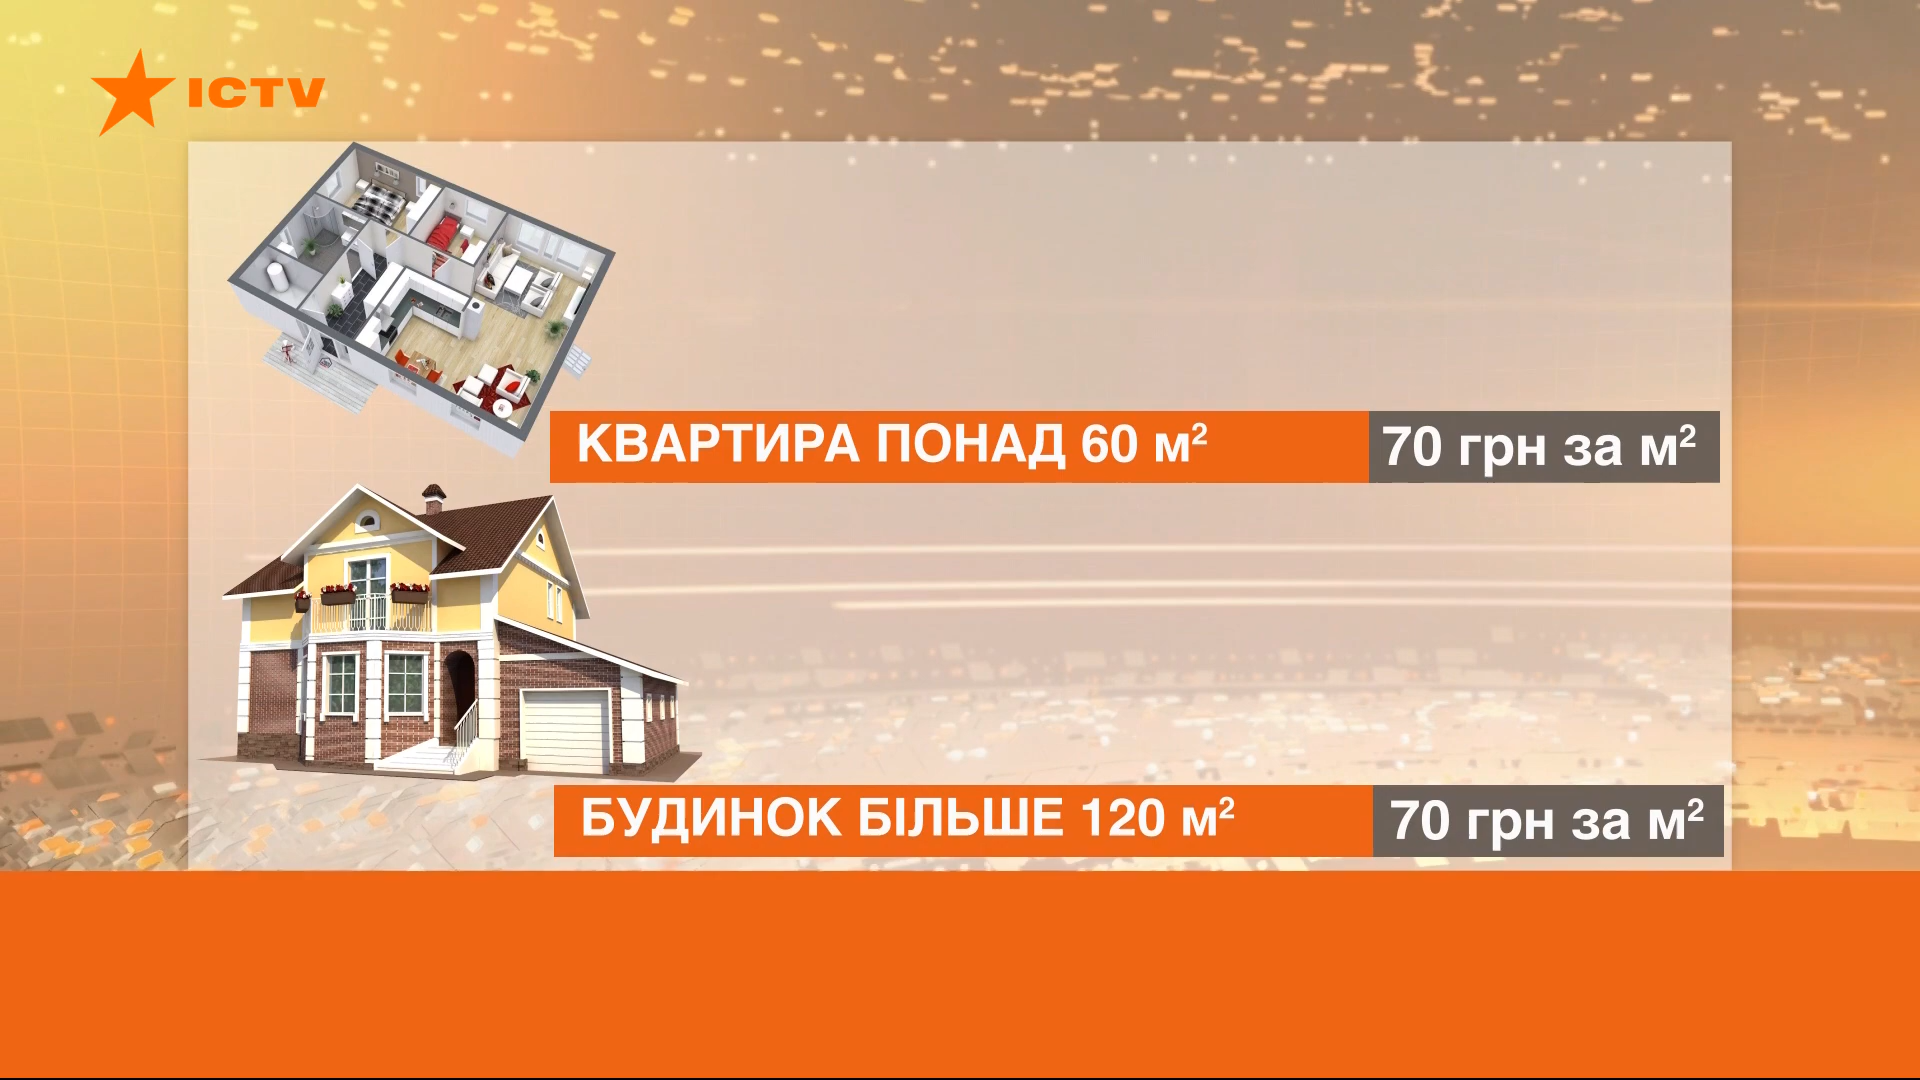 ICTV
КВАРТИРА ПОНАД 60 м² 70 грн за м²
БУДИНОК БІЛЬШЕ 120 м² 70 грн за м²